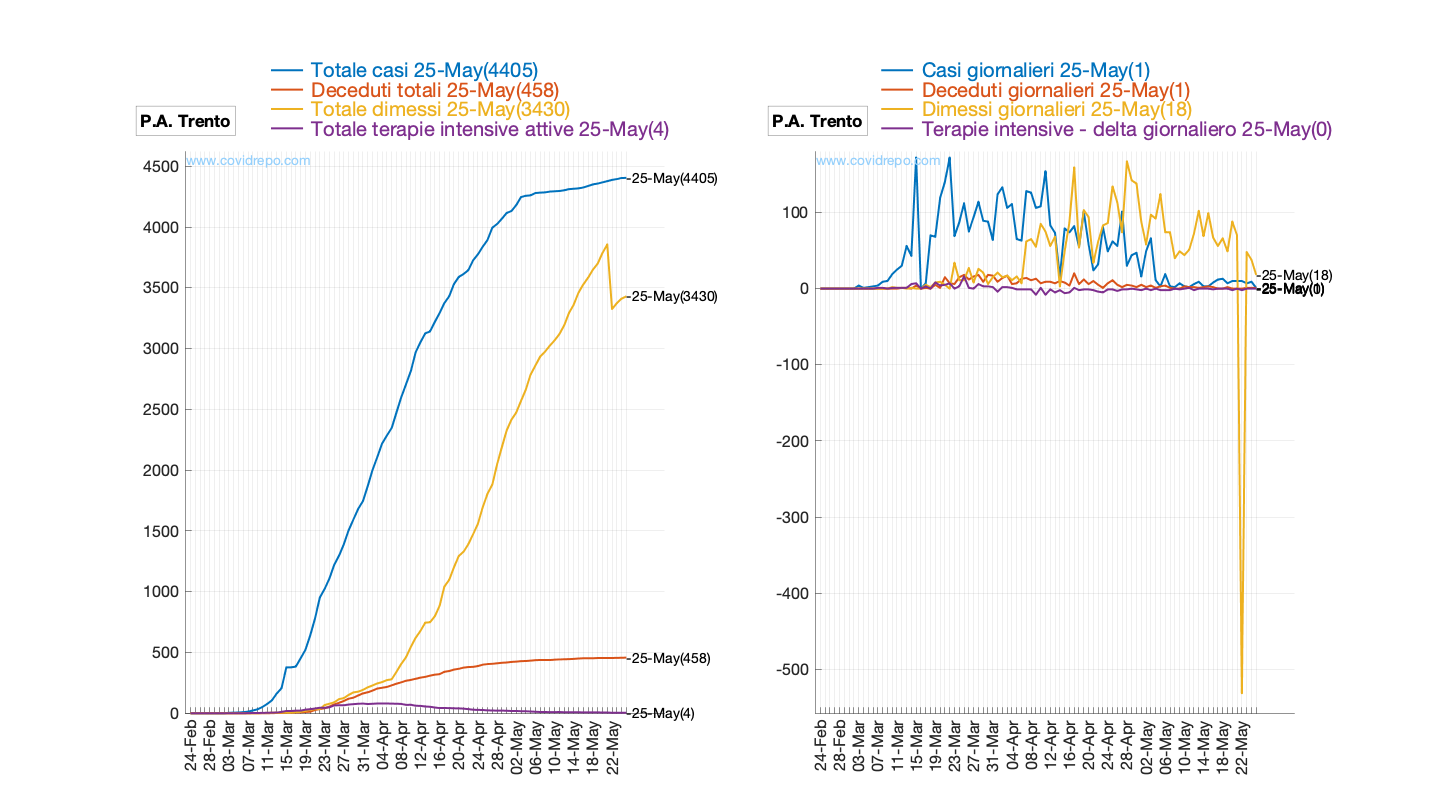 Totale casi 25-May(4405)
Deceduti totali 25-May(458)
Totale dimessi 25-May(3430)
Totale terapie intensive attive 25-May(4)
P.A. Trento
www.covidrepo.com
4500
4000
3500
3000
2500
2000
1500
1000
500
0
-25-May(4405)
-25-May(3430)
-25-May(458)
-25-May(4)
24-Feb
28-Feb
03-Mar
07-Mar
11-Mar
15-Mar
19-Mar
23-Mar
27-Mar
31-Mar
04-Apr
08-Apr
12-Apr
16-Apr
20-Apr
24-Apr
28-Apr
02-May
06-May
10-May
14-May
18-May
22-May
Casi giornalieri 25-May(1)
Deceduti giornalieri 25-May(1)
Dimessi giornalieri 25-May(18)
Terapie intensive - delta giornaliero 25-May(0)
P.A. Trento
www.covidrepo.com
100
0
-100
-200
-300
-400
-500
-25-May(18)
24-Feb
28-Feb
03-Mar
07-Mar
11-Mar
15-Mar
19-Mar
23-Mar
27-Mar
31-Mar
04-Apr
08-Apr
12-Apr
16-Apr
20-Apr
24-Apr
28-Apr
02-May
06-May
10-May
14-May
18-May
22-May